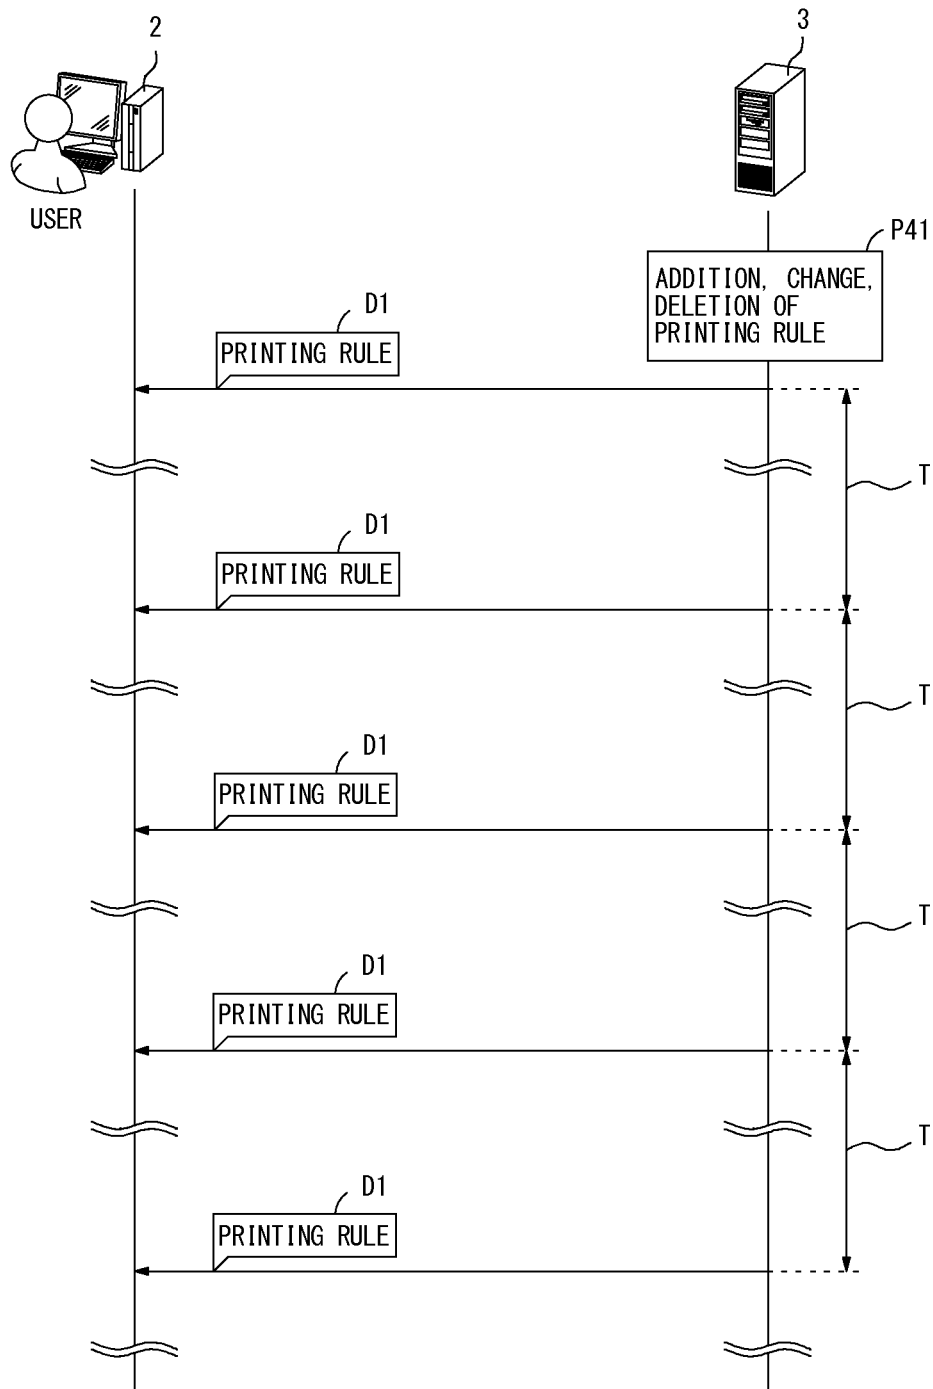 2
3
USER
P41
ADDITION, CHANGE,
DELETION OF
PRINTING RULE
D1
PRINTING RULE
T
D1
PRINTING RULE
T
D1
PRINTING RULE
T
D1
PRINTING RULE
T
D1
PRINTING RULE